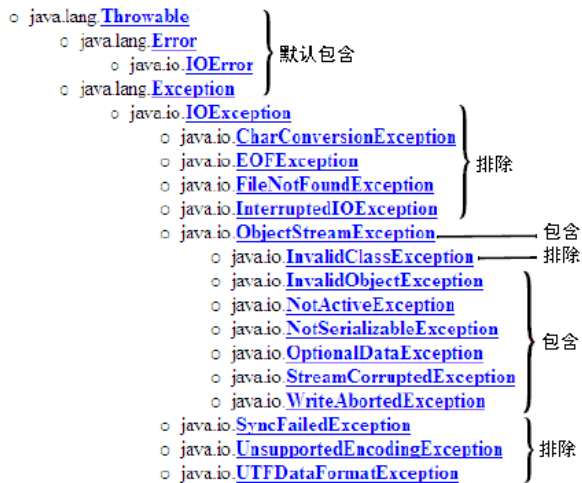 java.lang.Throwable
java.lang.Error
java.io.IOError
java.lang.Exception
默认包含
java.io.IOException
java.io.CharConversionException
java.io.EOFException
java.io.FileNotFoundException
java.io.InterruptedIOException
排除
java.io.ObjectStreamException 包含
java.io.InvalidClassException 排除
java.io.InvalidObjectException
java.io.NotActiveException
java.io.NotSerializableException
java.io.OptionalDataException
java.io.StreamCorruptedException
java.io.WriteAbortedException
包含
java.io.SyncFailedException
java.io.UnsupportedEncodingException
java.io.UTFDataFormatException
排除